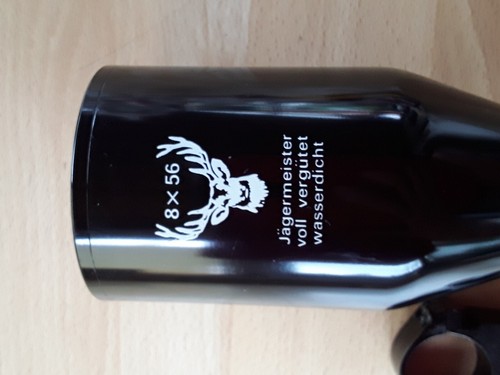 8×56
Jägermeister
voll vergütet
wasserdicht